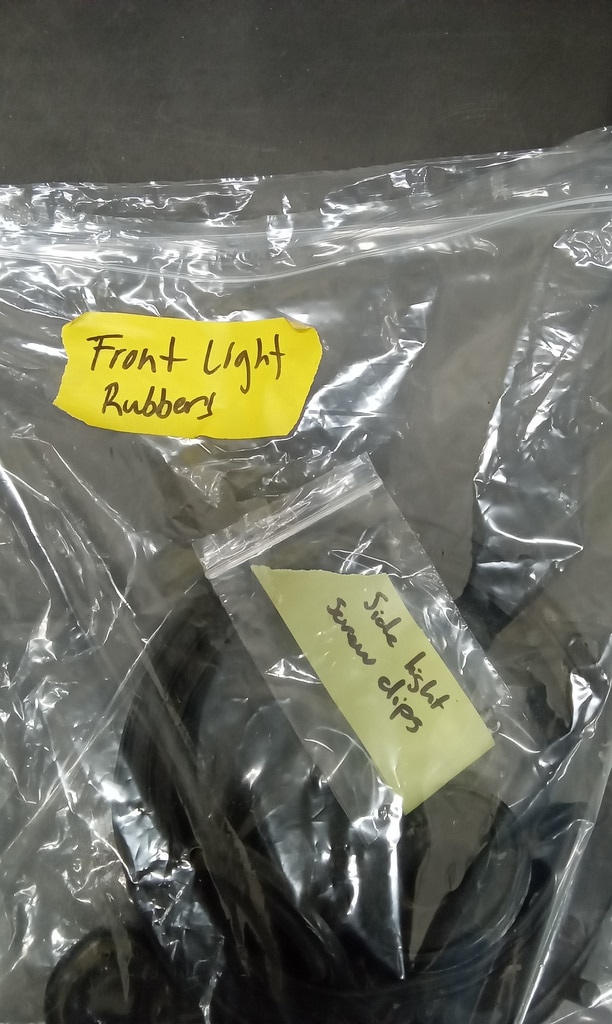 Front Light
Rubbers
Side light
screw clips